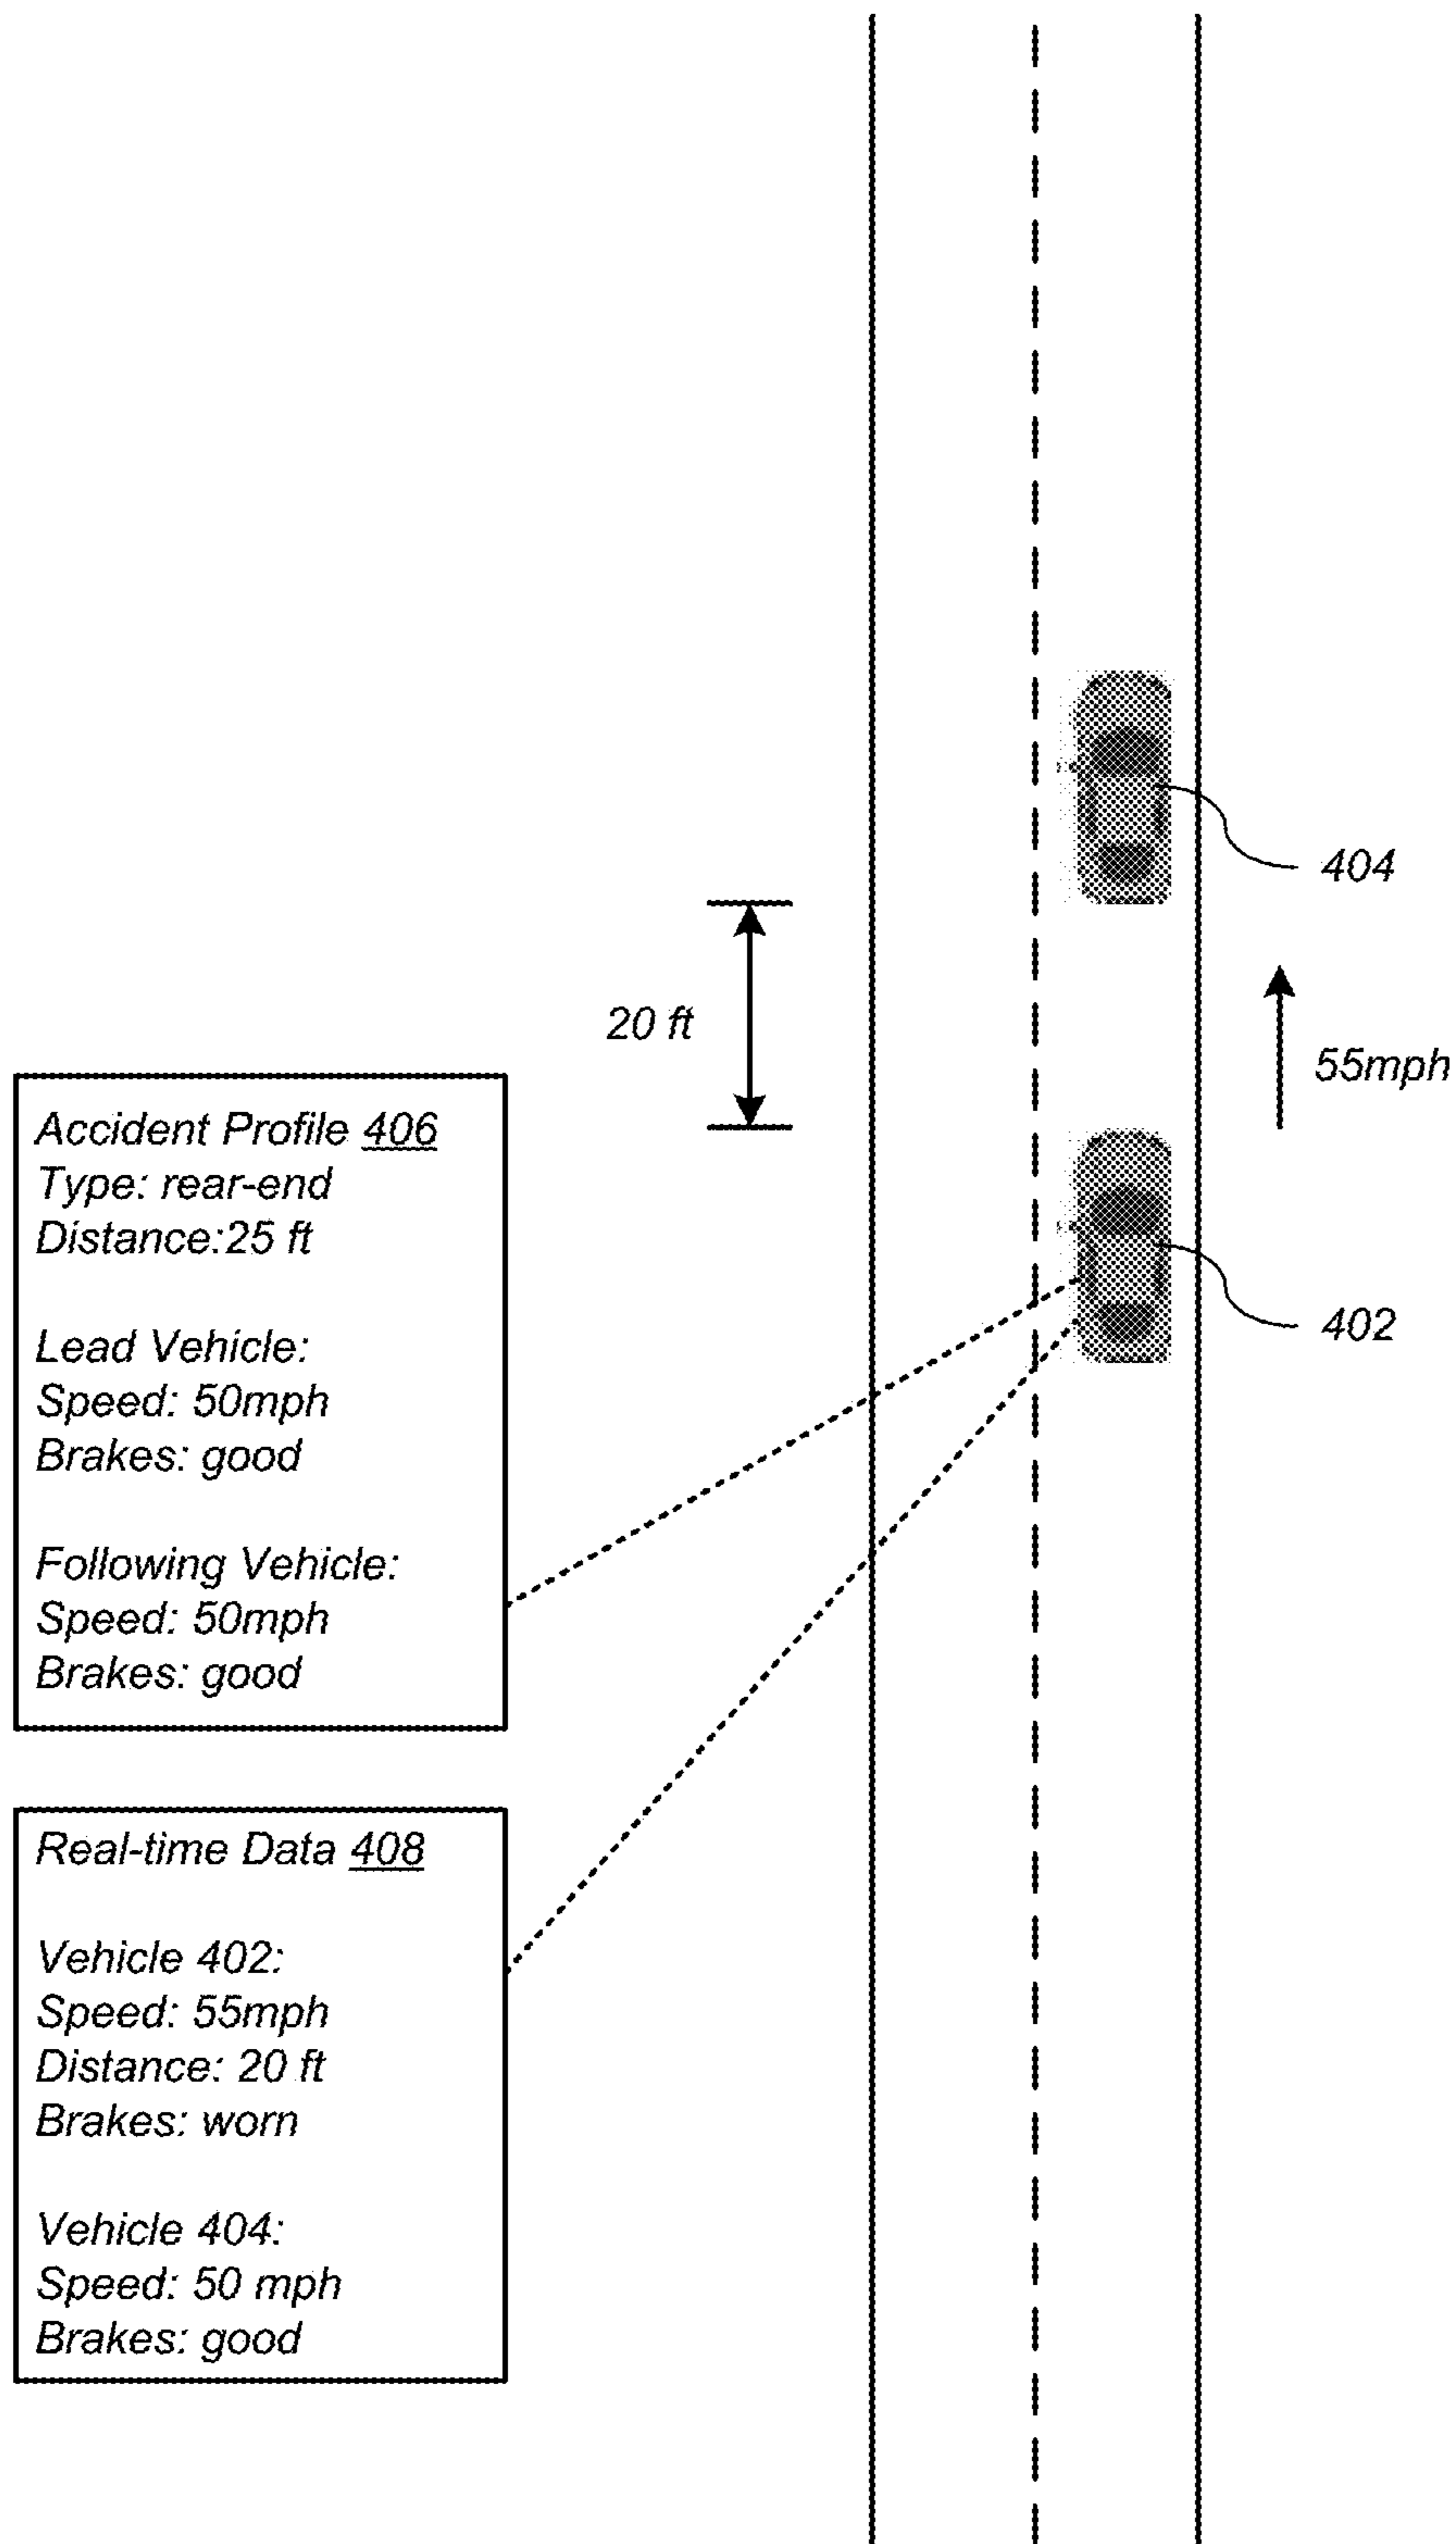 404
20 ft
55mph
Accident Profile 406
Type: rear-end
Distance:25 ft
Lead Vehicle:
Speed: 50mph
Brakes: good
Following Vehicle:
Speed: 50mph
Brakes: good
402
Real-time Data 408
Vehicle 402:
Speed: 55mph
Distance: 20 ft
Brakes: worn
Vehicle 404:
Speed: 50 mph
Brakes: good